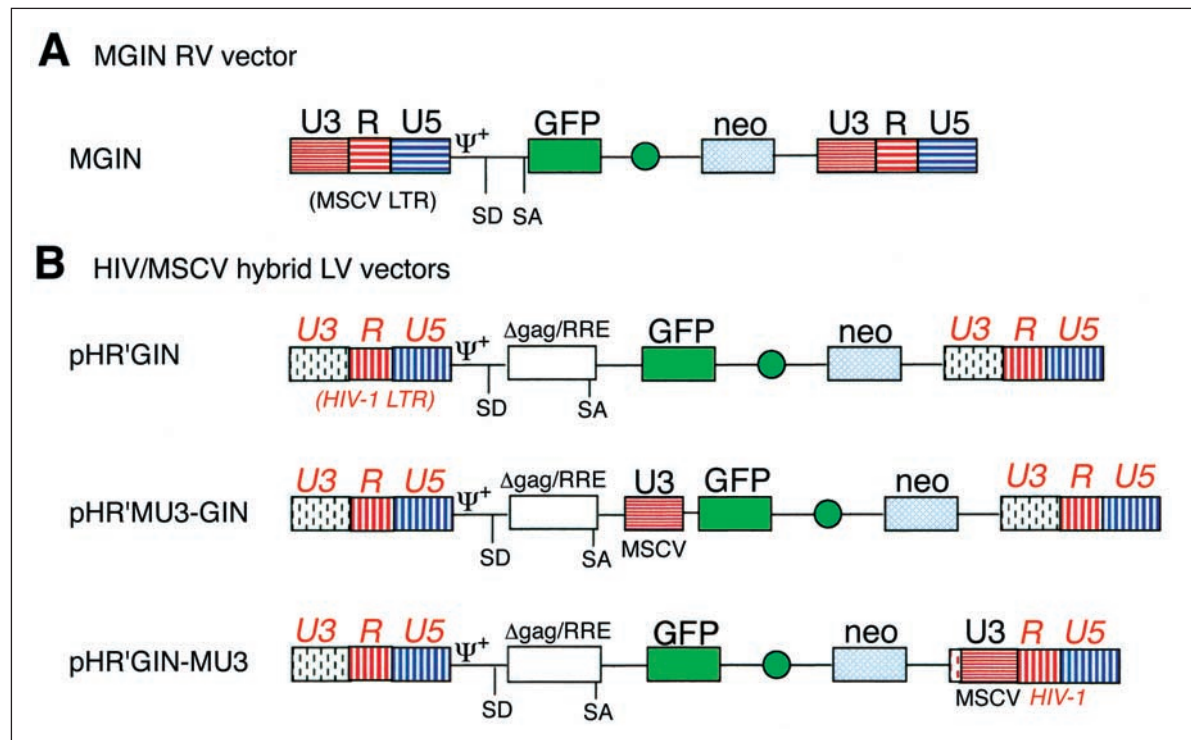 A MGIN RV vector
U3 R U5 Ψ+ GFP neo U3 R U5
MGIN
(MSCV LTR)
SD SA
B HIV/MSCV hybrid LV vectors
U3 R U5 Ψ+ Δgag/RRE GFP neo U3 R U5
pHR'GIN
(HIV-1 LTR)
SD SA
U3 R U5 Ψ+ Δgag/RRE U3 GFP neo U3 R U5
pHR'MU3-GIN
SD SA MSCV
U3 R U5 Ψ+ Δgag/RRE GFP neo U3 R U5
pHR'GIN-MU3
SD SA MSCV HIV-1